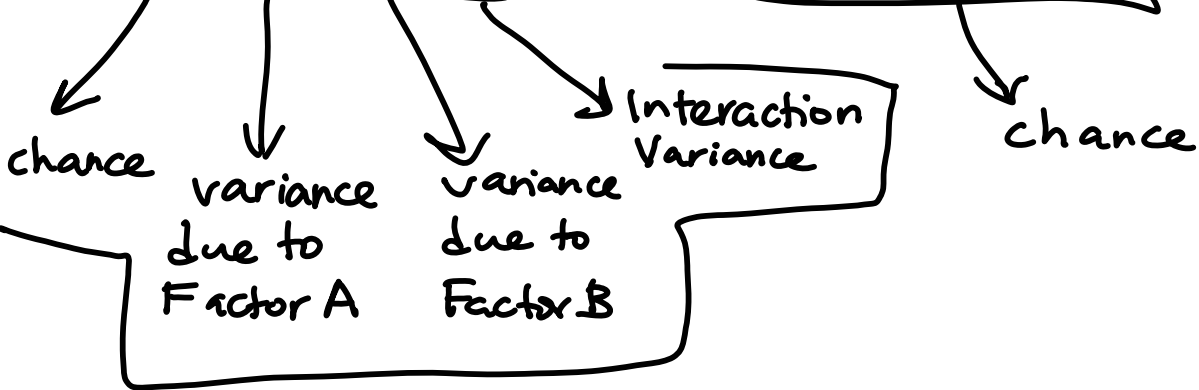 chance
variance
due to
Factor A
variance
due to
Factor B
Interaction
Variance
chance